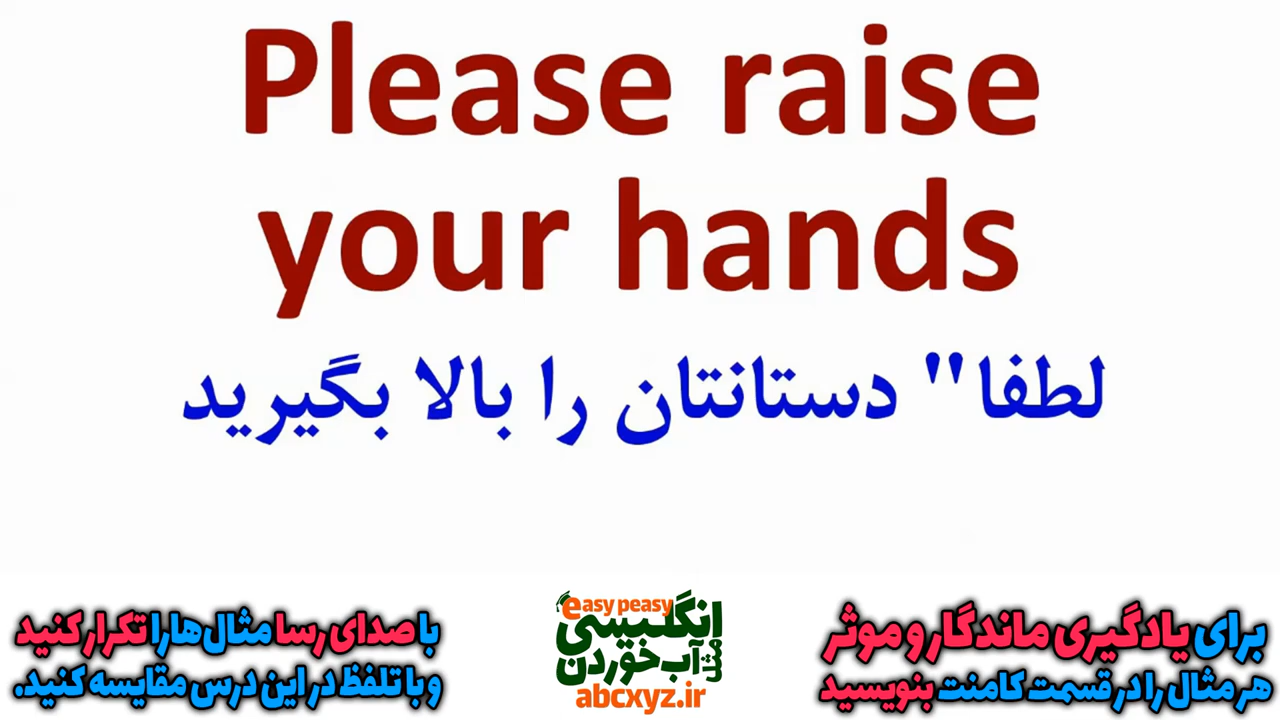 Please raise
your hands
لطفا" دستانتان را بالا بگیرید
برای یادگیری ماندگار و موثر
هر مثال را در قسمت کامنت بنویسید
easy peasy
انگلیسی
مثل آب خوردن
abcxyz.ir
با صدای رسا مثال‌ها را تکرار کنید
و با تلفظ در این درس مقایسه کنید.